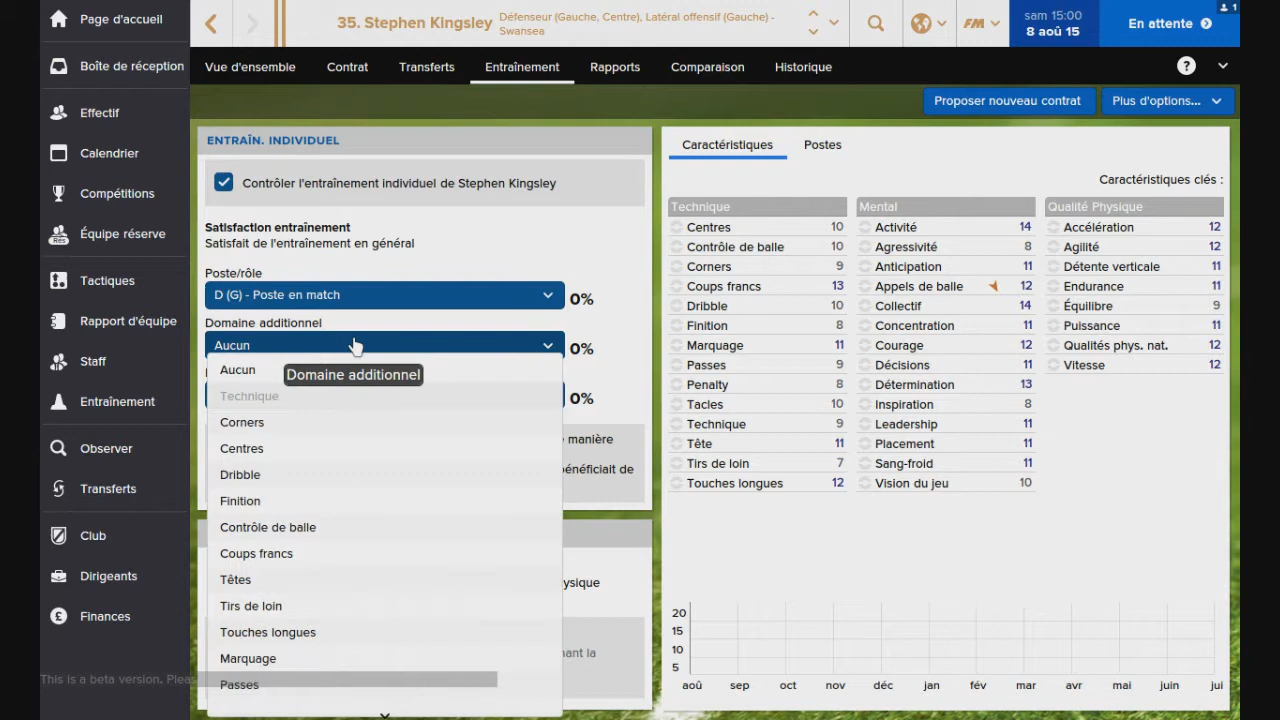 Page d'accueil
Boîte de réception
Effectif
Calendrier
Compétitions
Équipe réserve
Res
Tactiques
Rapport d'équipe
Staff
Entraînement
Observer
Transferts
Club
Dirigeants
Finances
This is a beta version. Pleas
35. Stephen Kingsley
Défenseur (Gauche, Centre), Latéral offensif (Gauche) -
Swansea
FM
sam 15:00
8 aoû 15
En attente
1
Vue d'ensemble
Contrat
Transferts
Entraînement
Rapports
Comparaison
Historique
?
Proposer nouveau contrat
Plus d'options...
ENTRAÎN. INDIVIDUEL
Contrôler l'entraînement individuel de Stephen Kingsley
Satisfaction entraînement
Satisfait de l'entraînement en général
Poste/rôle
D (G) - Poste en match
0%
Domaine additionnel
Aucun
0%
Domaine additionnel
0%
Aucun
Technique
Corners
Centres
Dribble
Finition
Contrôle de balle
Coups francs
Têtes
Tirs de loin
Touches longues
Marquage
Passes
manière
bénéficiait de
ysique
nant la
Caractéristiques
Postes
Caractéristiques clés :
Technique
Centres 10
Contrôle de balle 10
Corners 9
Coups francs 13
Dribble 10
Finition 8
Marquage 11
Passes 9
Penalty 8
Tacles 10
Technique 9
Tête 11
Tirs de loin 7
Touches longues 12
Mental
Activité 14
Agressivité 8
Anticipation 11
Appels de balle 12
Collectif 14
Concentration 11
Courage 12
Décisions 11
Détermination 13
Inspiration 8
Leadership 11
Placement 11
Sang-froid 11
Vision du jeu 10
Qualité Physique
Accélération 12
Agilité 12
Détente verticale 11
Endurance 11
Équilibre 9
Puissance 11
Qualités phys. nat. 12
Vitesse 12
20
15
10
5
aoû sep oct nov déc jan fév mar avr mai juin jui